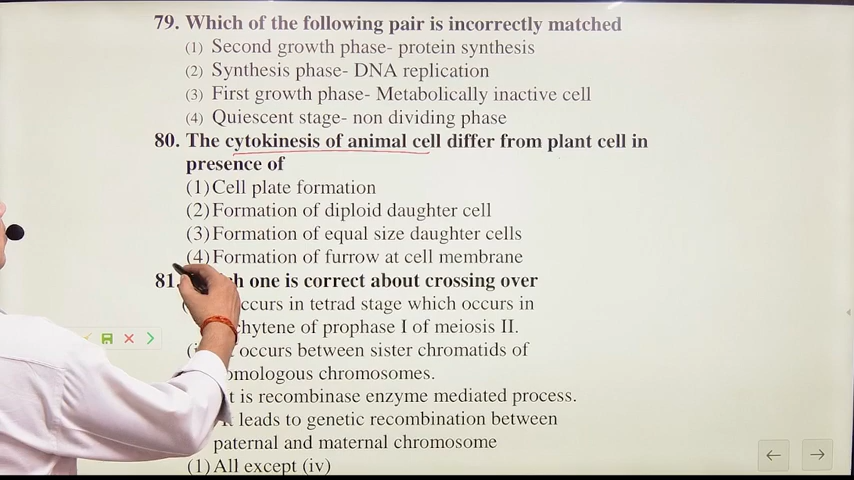 79. Which of the following pair is incorrectly matched
(1) Second growth phase- protein synthesis
(2) Synthesis phase- DNA replication
(3) First growth phase- Metabolically inactive cell
(4) Quiescent stage- non dividing phase
80. The cytokinesis of animal cell differ from plant cell in
presence of
(1) Cell plate formation
(2) Formation of diploid daughter cell
(3) Formation of equal size daughter cells
(4) Formation of furrow at cell membrane
81. one is correct about crossing over
occurs in tetrad stage which occurs in
of prophase I of meiosis II.
occurs between sister chromatids of
chromosomes.
is recombinase enzyme mediated process.
leads to genetic recombination between
paternal and maternal chromosome
(1) All except (iv)